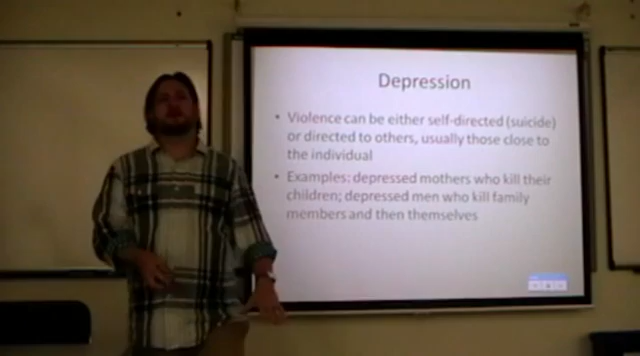 Depression
• Violence can be either self-directed (suicide)
or directed to others, usually those close to
the individual
• Examples: depressed mothers who kill their
children; depressed men who kill family
members and then themselves